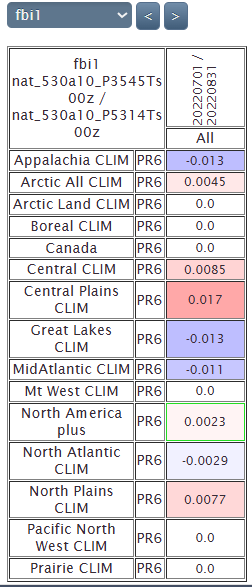 fbi1
<
>
fbi1
nat_530a10_P3545Ts
00z /
nat_530a10_P5314T
00z
20220701 /
20220831
All
Appalachia CLIM PR6 -0.013
Arctic All CLIM PR6 0.0045
Arctic Land CLIM PR6 0.0
Boreal CLIM PR6 0.0
Canada PR6 0.0
Central CLIM PR6 0.0085
Central Plains
CLIM
PR6 0.017
Great Lakes
CLIM
PR6 -0.013
MidAtlantic CLIM PR6 -0.011
Mt West CLIM PR6 0.0
North America
plus
PR6 0.0023
North Atlantic
CLIM
PR6 -0.0029
North Plains
CLIM
PR6 0.0077
Pacific North
West CLIM
PR6 0.0
Prairie CLIM PR6 0.0